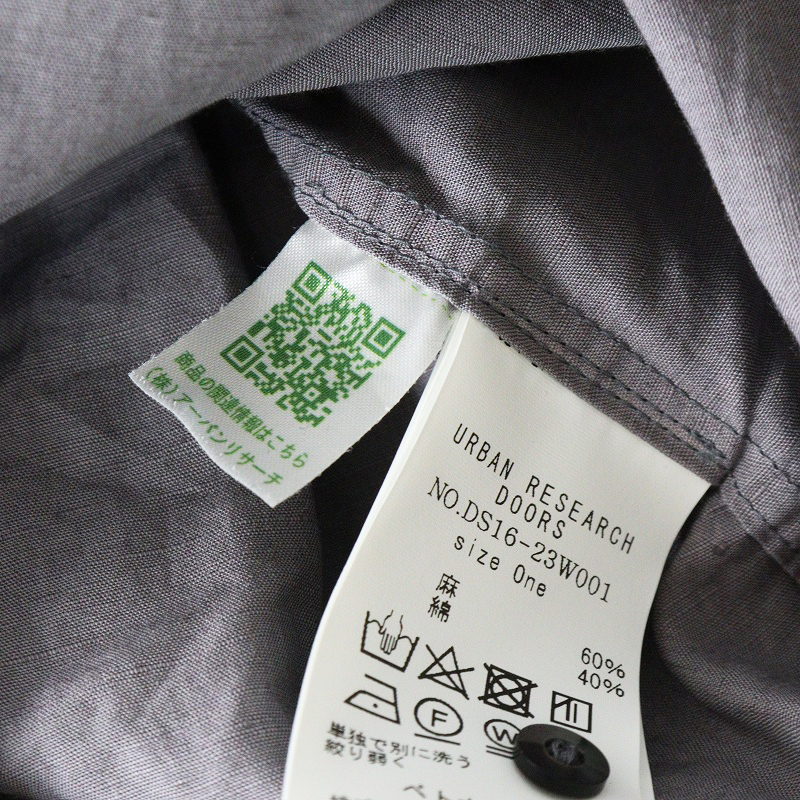 商品の関連情報はこちら
(株)アーバンリサーチ
URBAN RESEARCH
DOORS
NO.DS16-23W001
size One
麻 60%
綿 40%
F
W
単独で別に洗う
絞り弱く